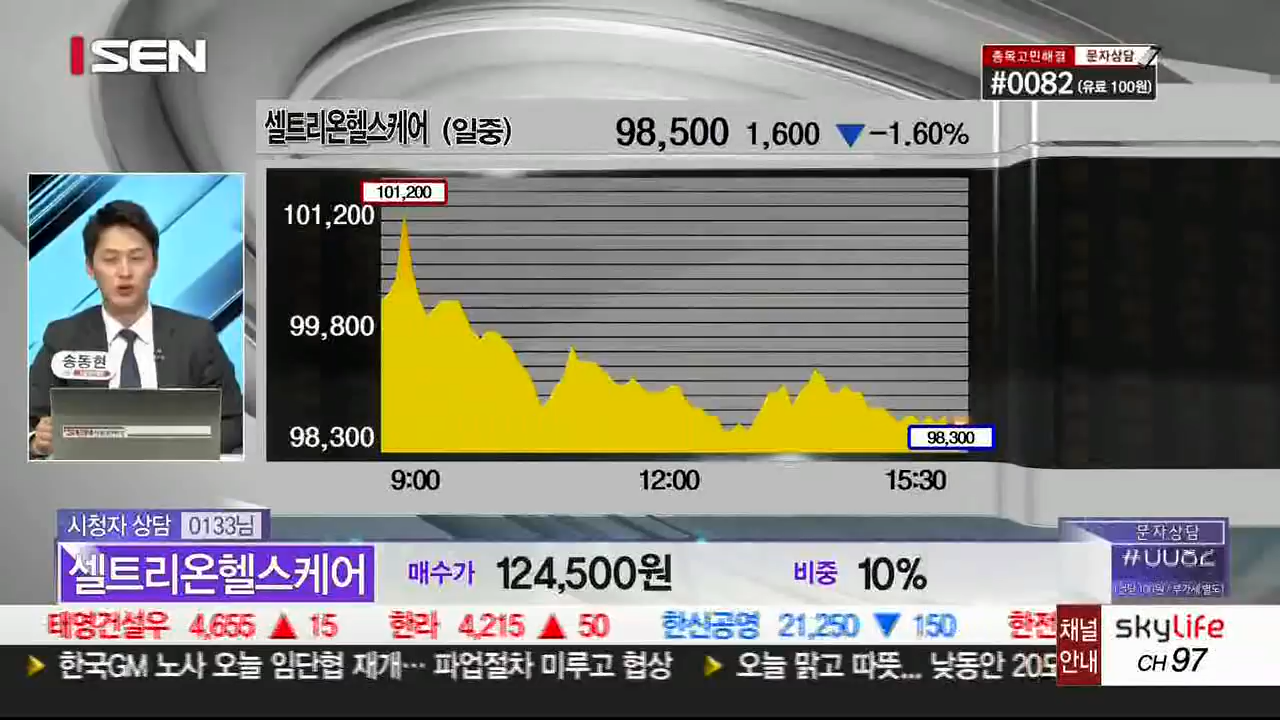 SEN
종목고민해결 문자상담
#0082 (유료 100원)
셀트리온헬스케어 (일중) 98,500 1,600 ▼-1.60%
101,200
101,200
99,800
98,300
98,300
9:00 12:00 15:30
송동현
시청자 상담 0133님
셀트리온헬스케어 매수가 124,500원 비중 10%
문자상담
태영건설우 4,655 ▲ 15 한라 4,215 ▲ 50 한신공영 21,250 ▼ 150 한전
채널안내 skylife CH 97
한국GM 노사 오늘 임단협 재개… 파업절차 미루고 협상 오늘 맑고 따뜻... 낮동안 20도